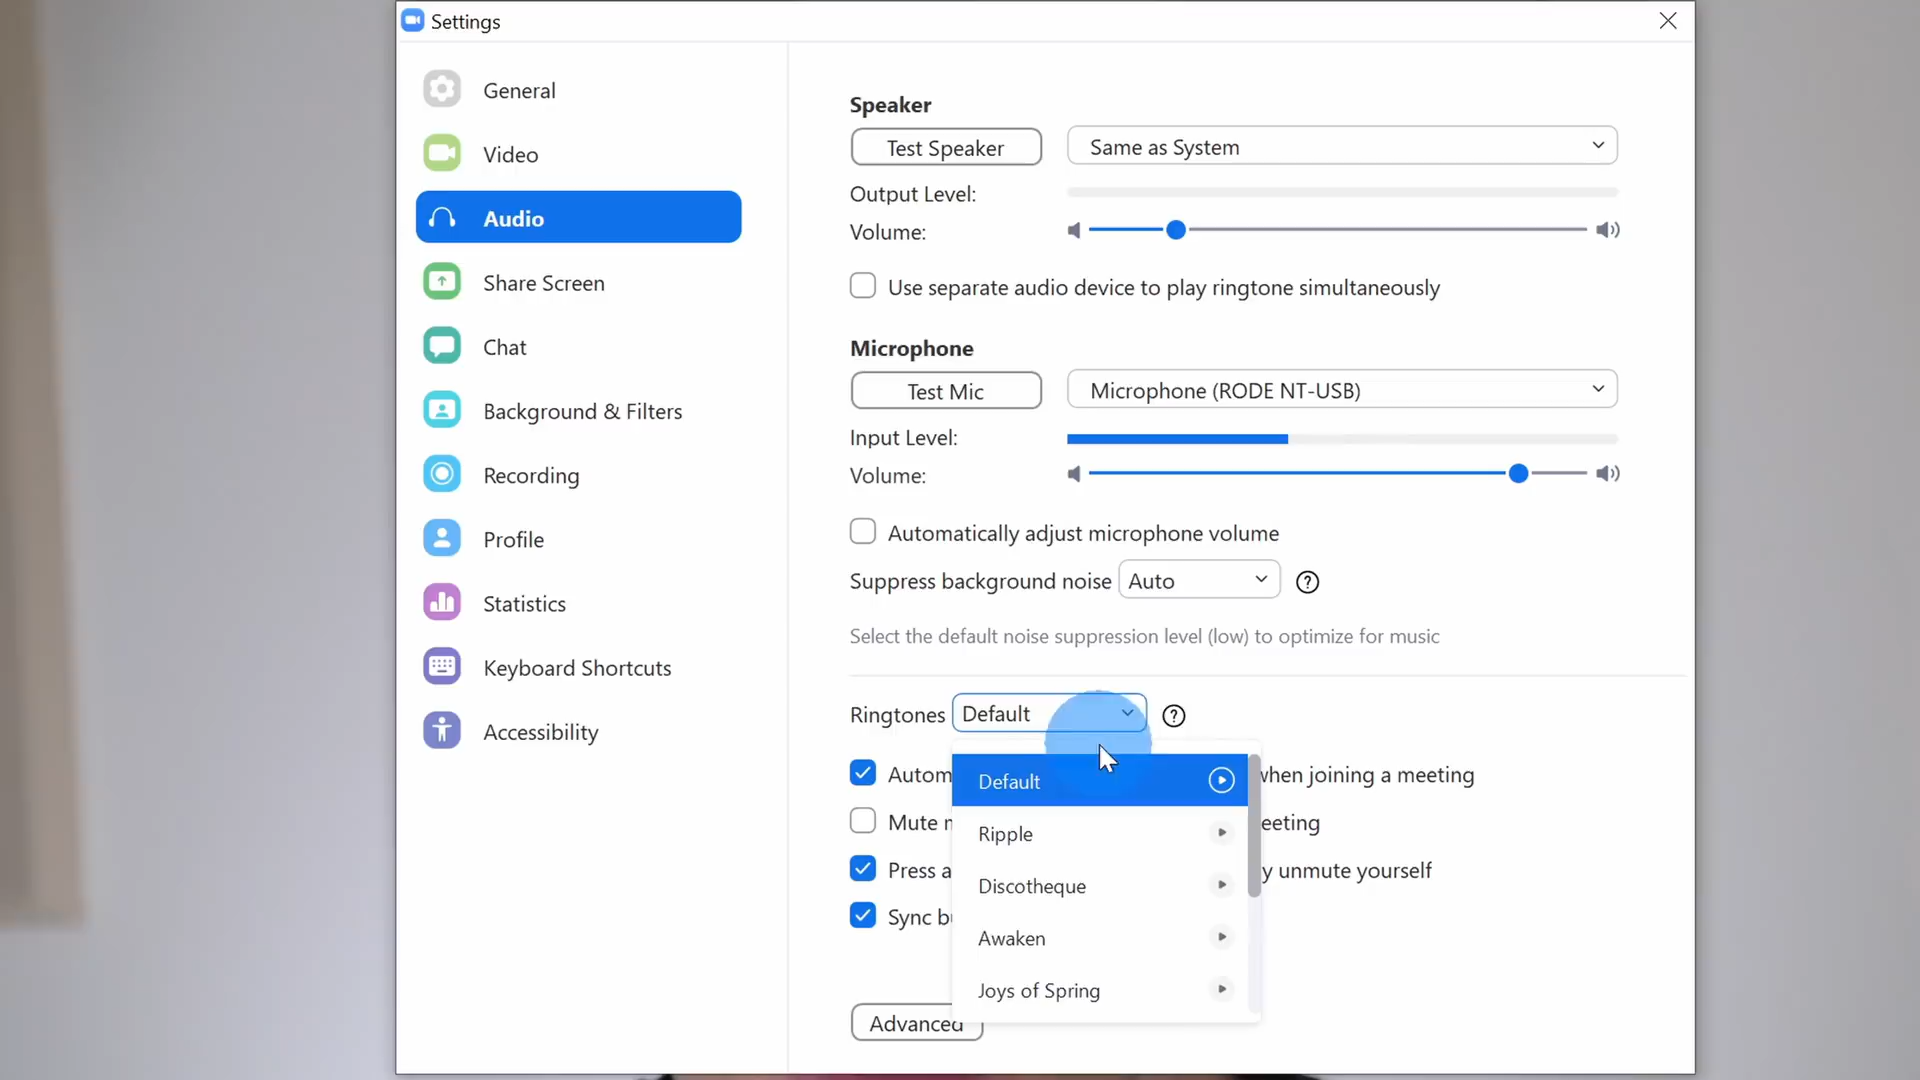 Settings
General
Video
Audio
Share Screen
Chat
Background & Filters
Recording
Profile
Statistics
Keyboard Shortcuts
Accessibility
Speaker
Test Speaker Same as System
Output Level:
Volume:
Use separate audio device to play ringtone simultaneously
Microphone
Test Mic Microphone (RODE NT-USB)
Input Level:
Volume:
Automatically adjust microphone volume
Suppress background noise Auto
Select the default noise suppression level (low) to optimize for music
Ringtones Default
Autom when joining a meeting
Mute eeting
Press a y unmute yourself
Sync b
Default
Ripple
Discotheque
Awaken
Joys of Spring
Advanced